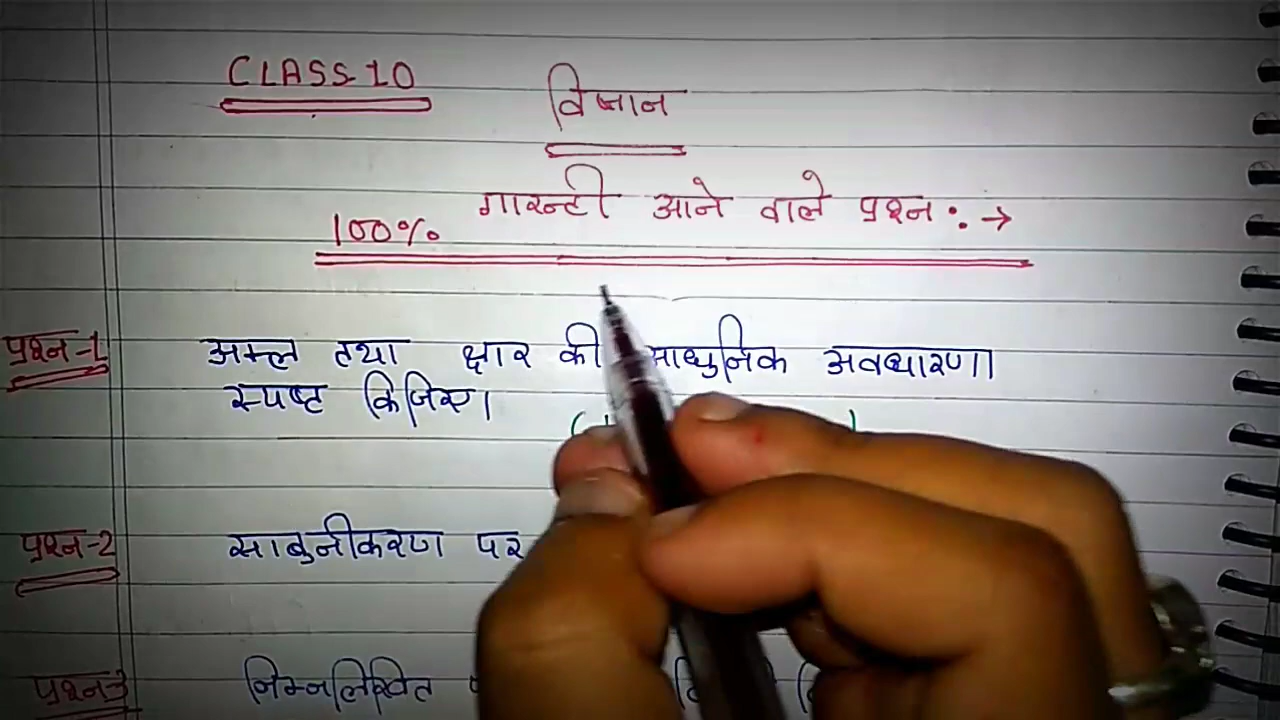 CLASS-10
विज्ञान
100% गारन्टी आने वाले प्रश्न :. →
प्रश्न-1 अम्ल तथा क्षार की आधुनिक अवधारणा
स्पष्ट किजिए।
प्रश्न-2 साबुनीकरण पर
प्रश्न-3 निम्नलिखित